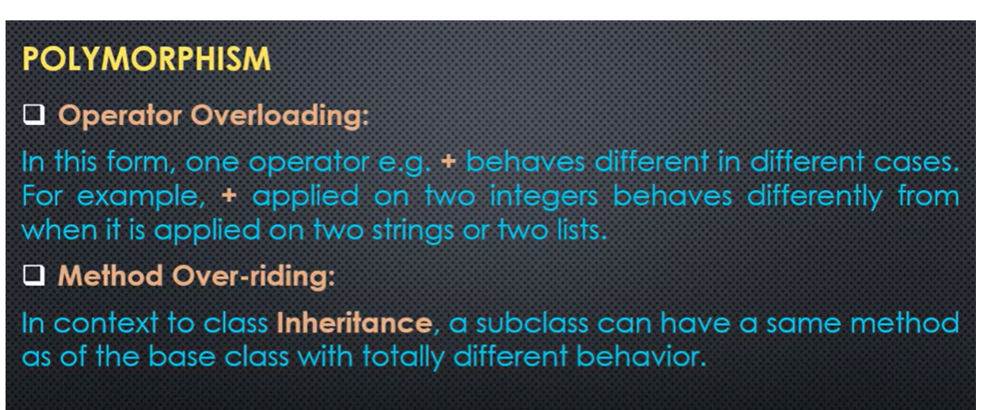 POLYMORPHISM
❑ Operator Overloading:
In this form, one operator e.g. + behaves different in different cases.
For example, + applied on two integers behaves differently from
when it is applied on two strings or two lists.
❑ Method Over-riding:
In context to class Inheritance, a subclass can have a same method
as of the base class with totally different behavior.